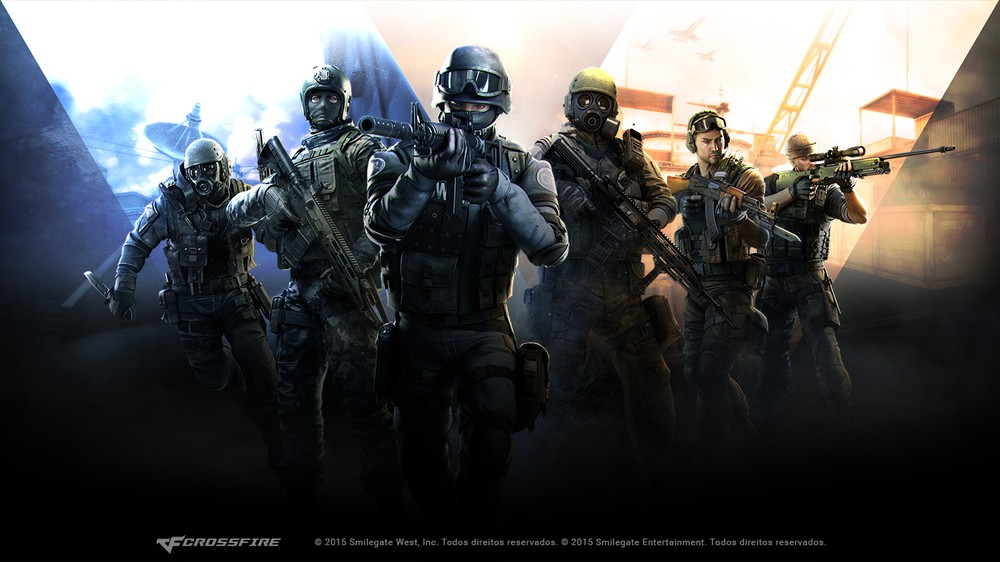 CROSSFIRE © 2015 Smilegate West, Inc. Todos direitos reservados. © 2015 Smilegate Entertainment. Todos direitos reservados.